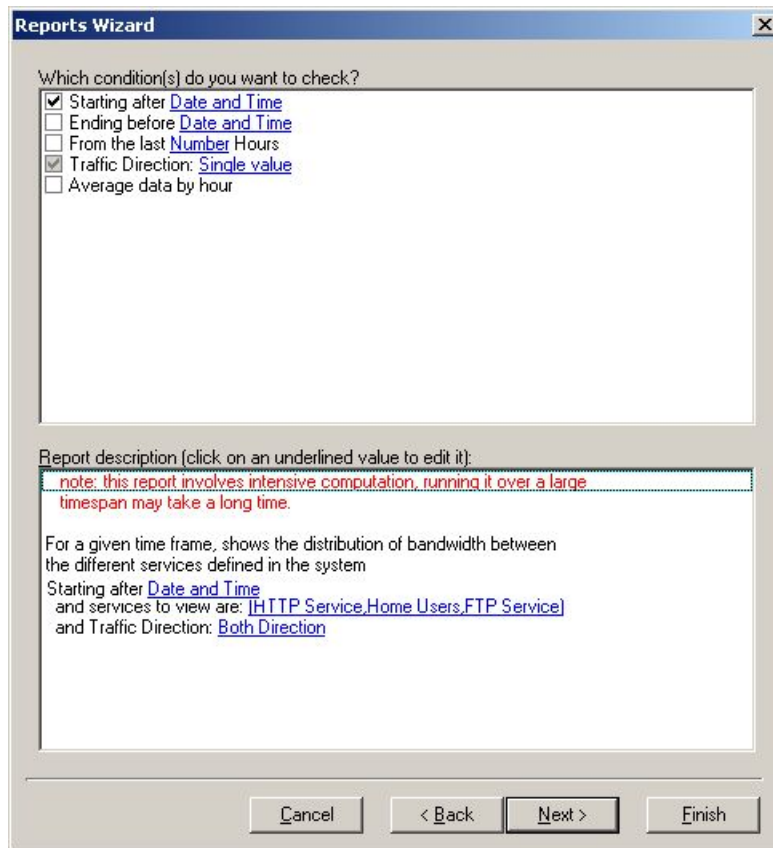 Reports Wizard
Which condition(s) do you want to check?
Starting after Date and Time
Ending before Date and Time
From the last Number Hours
Traffic Direction: Single value
Average data by hour
Report description (click on an underlined value to edit it):
note: this report involves intensive computation, running it over a large
timespan may take a long time.
For a given time frame, shows the distribution of bandwidth between
the different services defined in the system
Starting after Date and Time
and services to view are: (HTTP Service,Home Users,FTP Service)
and Traffic Direction: Both Direction
Cancel
< Back
Next >
Finish